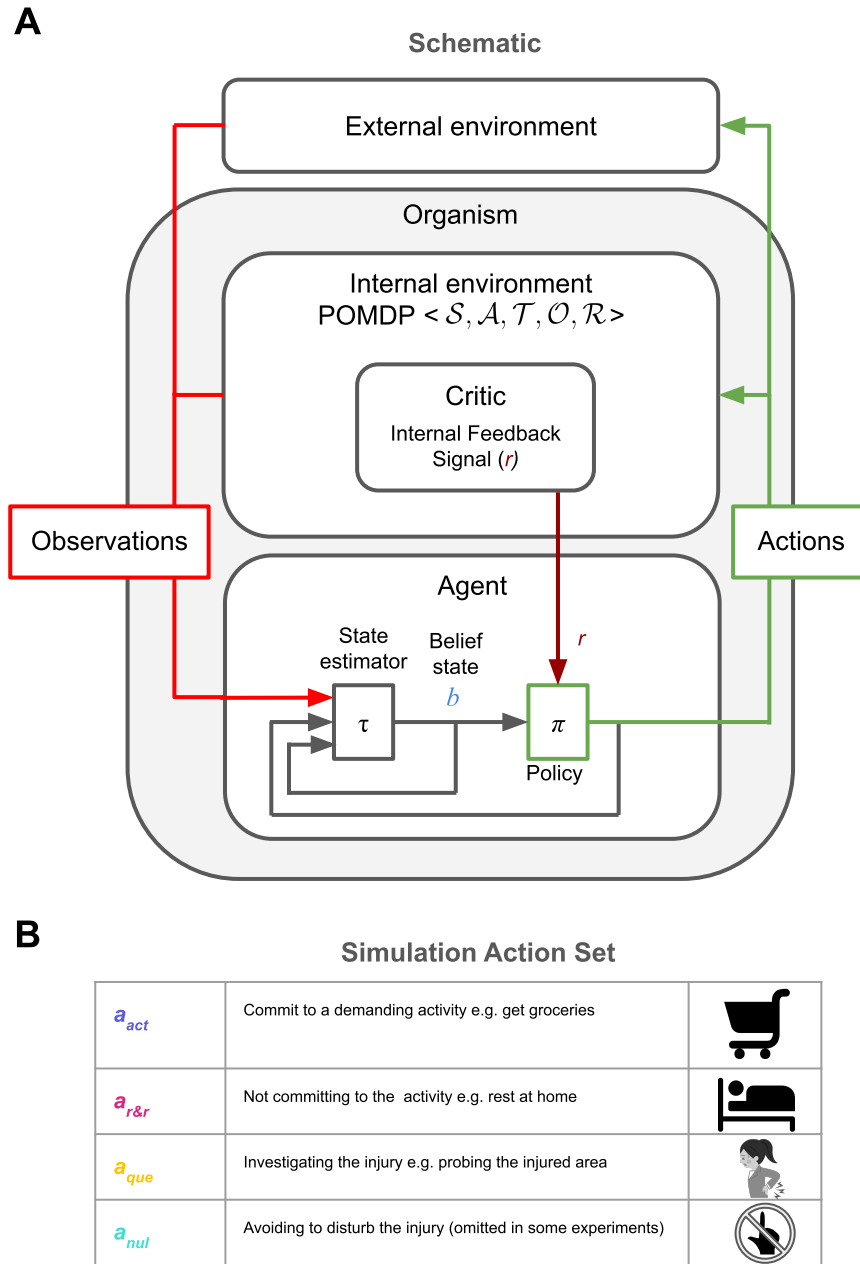 A
Schematic
External environment
Organism
Internal environment
POMDP < 𝒮, 𝒜, 𝒯, 𝒪, ℛ >
Critic
Internal Feedback
Signal (r)
Observations
Actions
Agent
State
estimator
Belief
state
b
r
τ
π
Policy
B
Simulation Action Set
a_act Commit to a demanding activity e.g. get groceries
a_r&r Not committing to the activity e.g. rest at home
a_que Investigating the injury e.g. probing the injured area
a_nul Avoiding to disturb the injury (omitted in some experiments)